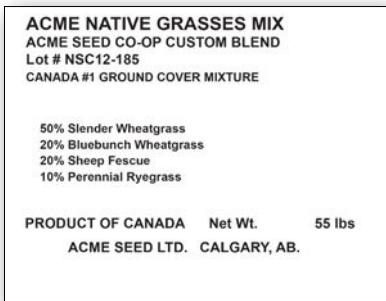 ACME NATIVE GRASSES MIX
ACME SEED CO-OP CUSTOM BLEND
Lot # NSC12-185
CANADA #1 GROUND COVER MIXTURE
50% Slender Wheatgrass
20% Bluebunch Wheatgrass
20% Sheep Fescue
10% Perennial Ryegrass
PRODUCT OF CANADA Net Wt. 55 lbs
ACME SEED LTD. CALGARY, AB.